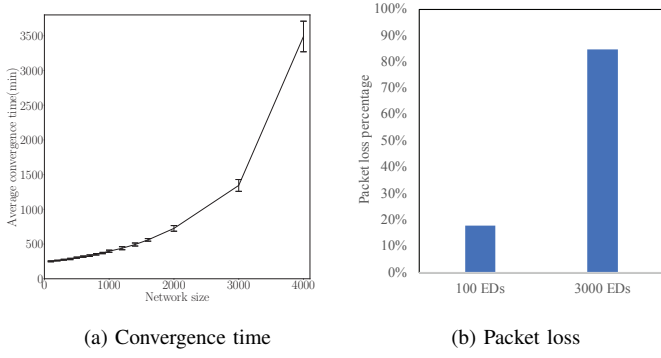 Average convergence time(min)
3500
3000
2500
2000
1500
1000
500
0
0 1000 2000 3000 4000
Network size
(a) Convergence time
Packet loss percentage
100%
90%
80%
70%
60%
50%
40%
30%
20%
10%
0%
100 EDs 3000 EDs
(b) Packet loss